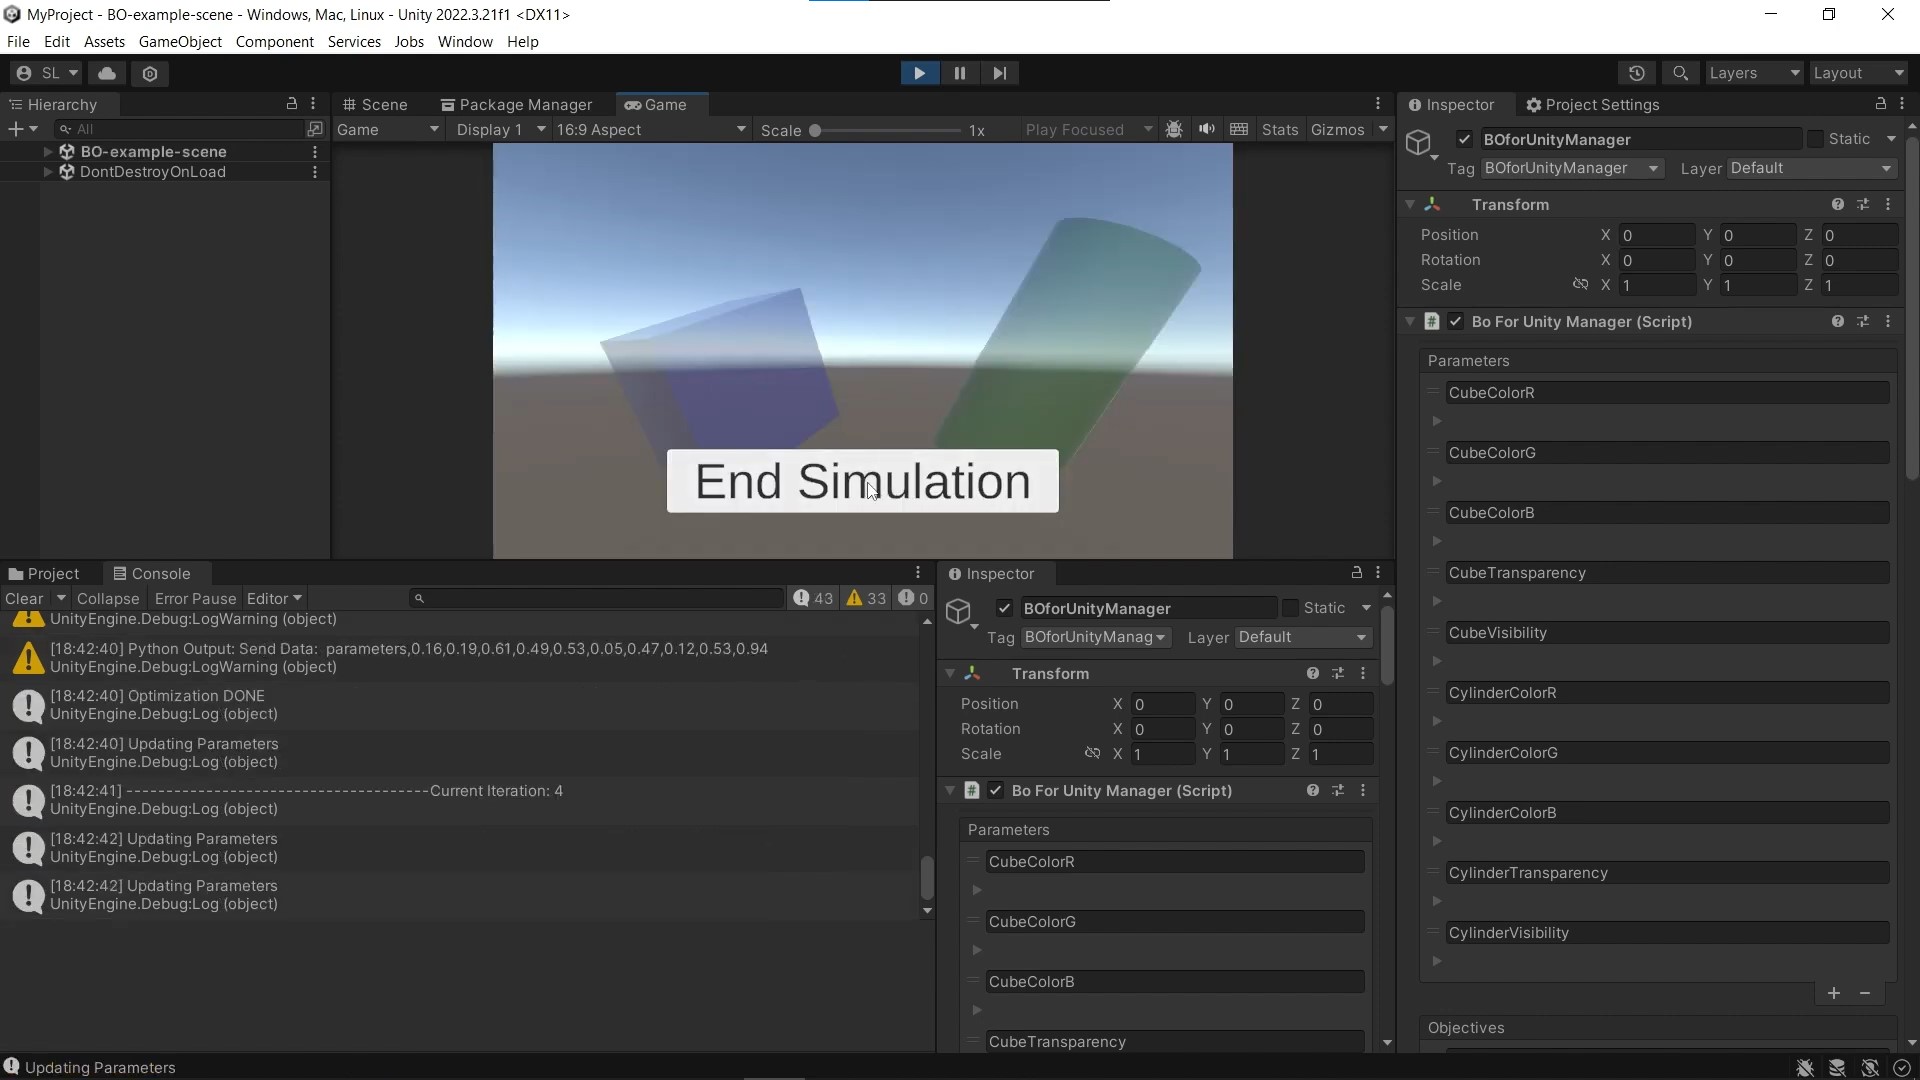 MyProject - BO-example-scene - Windows, Mac, Linux - Unity 2022.3.21f1 <DX11>
File Edit Assets GameObject Component Services Jobs Window Help
SL
Layers Layout
Hierarchy
Scene Package Manager Game
Inspector Project Settings
All
Game Display 1 16:9 Aspect Scale 1x Play Focused Stats Gizmos
BO-example-scene
DontDestroyOnLoad
End Simulation
BOforUnityManager Static
Tag BOforUnityManager Layer Default
Transform
Position X 0 Y 0 Z 0
Rotation X 0 Y 0 Z 0
Scale X 1 Y 1 Z 1
Bo For Unity Manager (Script)
Parameters
CubeColorR
CubeColorG
CubeColorB
CubeTransparency
CubeVisibility
CylinderColorR
CylinderColorG
CylinderColorB
CylinderTransparency
CylinderVisibility
+ −
Objectives
Project Console
Clear Collapse Error Pause Editor 43 33 0
UnityEngine.Debug:LogWarning (object)
[18:42:40] Python Output: Send Data: parameters,0.16,0.19,0.61,0.49,0.53,0.05,0.47,0.12,0.53,0.94
UnityEngine.Debug:LogWarning (object)
[18:42:40] Optimization DONE
UnityEngine.Debug:Log (object)
[18:42:40] Updating Parameters
UnityEngine.Debug:Log (object)
[18:42:41] --------------------------------------Current Iteration: 4
UnityEngine.Debug:Log (object)
[18:42:42] Updating Parameters
UnityEngine.Debug:Log (object)
[18:42:42] Updating Parameters
UnityEngine.Debug:Log (object)
Inspector
BOforUnityManager Static
Tag BOforUnityManag Layer Default
Transform
Position X 0 Y 0 Z 0
Rotation X 0 Y 0 Z 0
Scale X 1 Y 1 Z 1
Bo For Unity Manager (Script)
Parameters
CubeColorR
CubeColorG
CubeColorB
CubeTransparency
Updating Parameters